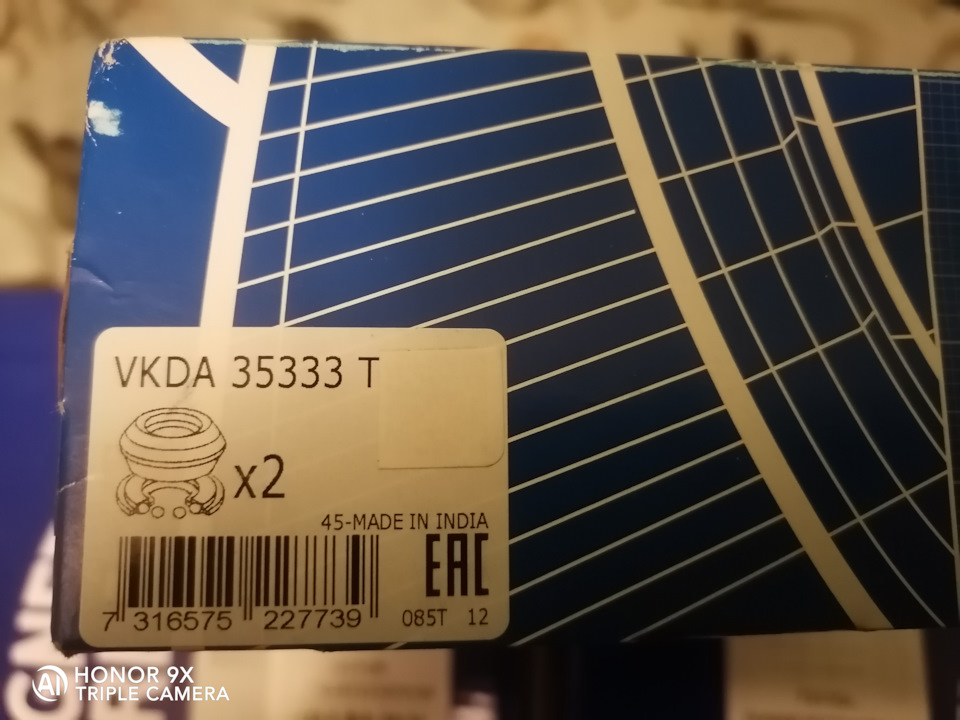 VKDA 35333 T
x2
45-MADE IN INDIA
EAC
7 316575 227739
085T 12
HONOR 9X
TRIPLE CAMERA